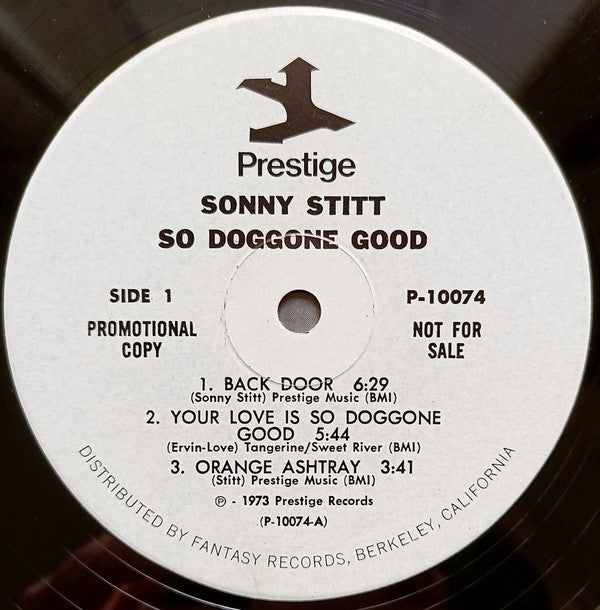 Prestige
SONNY STITT
SO DOGGONE GOOD
SIDE 1
P-10074
PROMOTIONAL
COPY
NOT FOR
SALE
1. BACK DOOR 6:29
(Sonny Stitt) Prestige Music (BMI)
2. YOUR LOVE IS SO DOGGONE
GOOD 5:44
(Ervin-Love) Tangerine/Sweet River (BMI)
3. ORANGE ASHTRAY 3:41
(Stitt) Prestige Music (BMI)
℗ - 1973 Prestige Records
(P-10074-A)
DISTRIBUTED BY FANTASY RECORDS, BERKELEY, CALIFORNIA